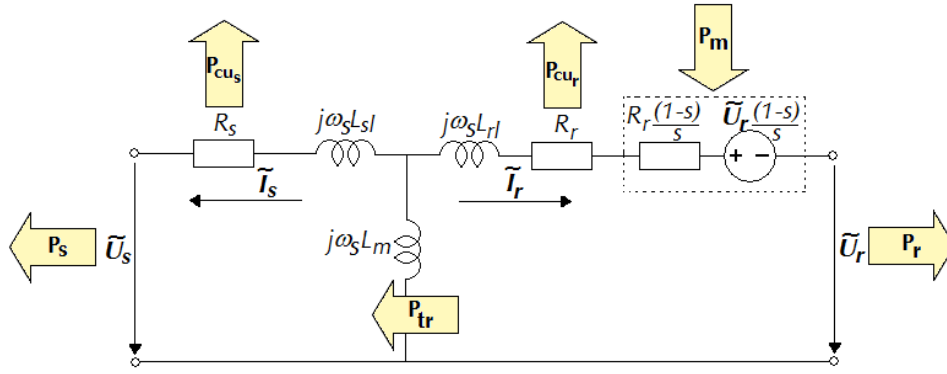 P_cu_s
P_cu_r
P_m
R_s
jω_sL_sl
jω_sL_rl
R_r
R_r (1-s)/s
Ũ_r (1-s)/s
+ −
Ĩ_s
Ĩ_r
P_s
Ũ_s
jω_sL_m
P_tr
Ũ_r
P_r